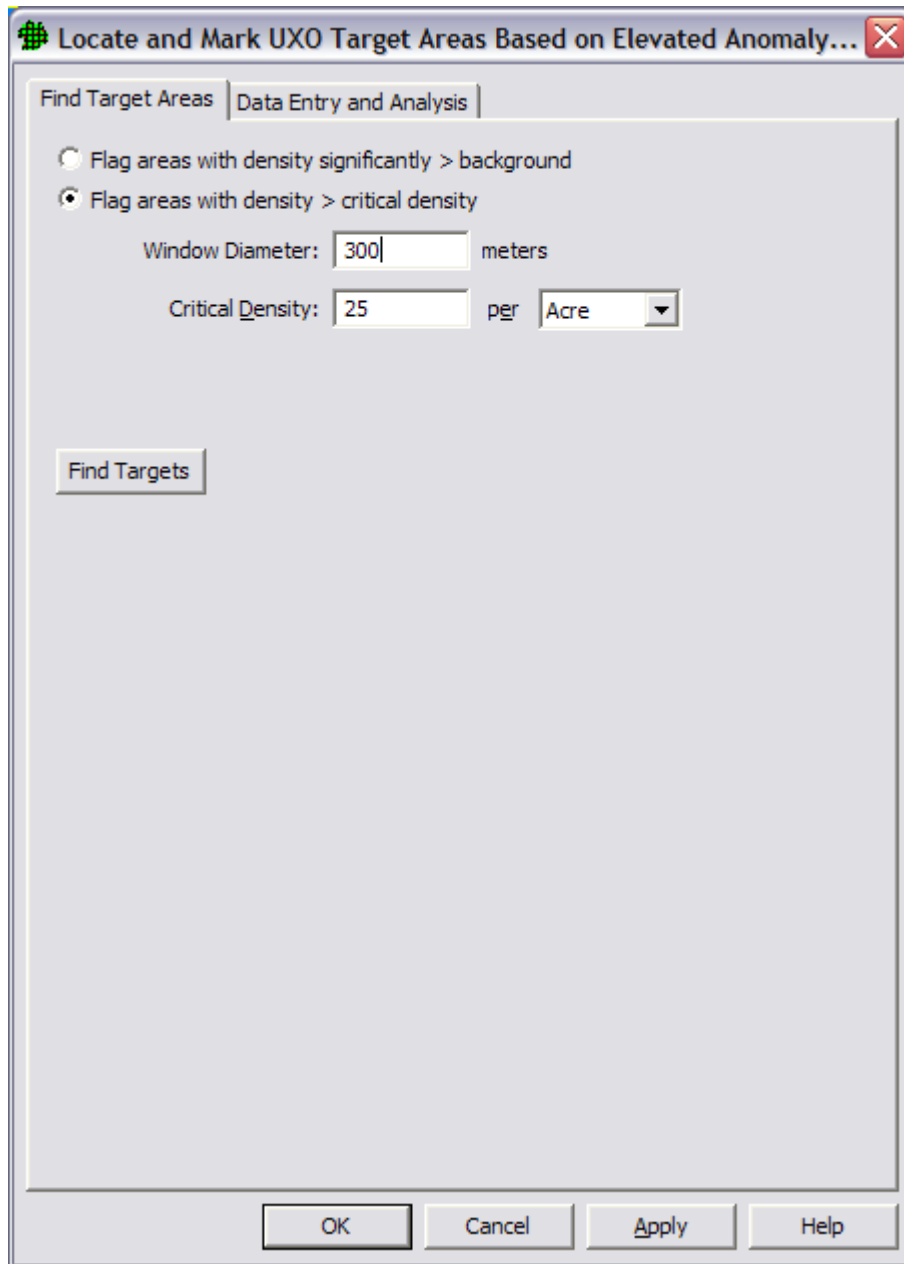 Locate and Mark UXO Target Areas Based on Elevated Anomaly...
Find Target Areas Data Entry and Analysis
Flag areas with density significantly > background
Flag areas with density > critical density
Window Diameter: 300 meters
Critical Density: 25 per Acre
Find Targets
OK Cancel Apply Help